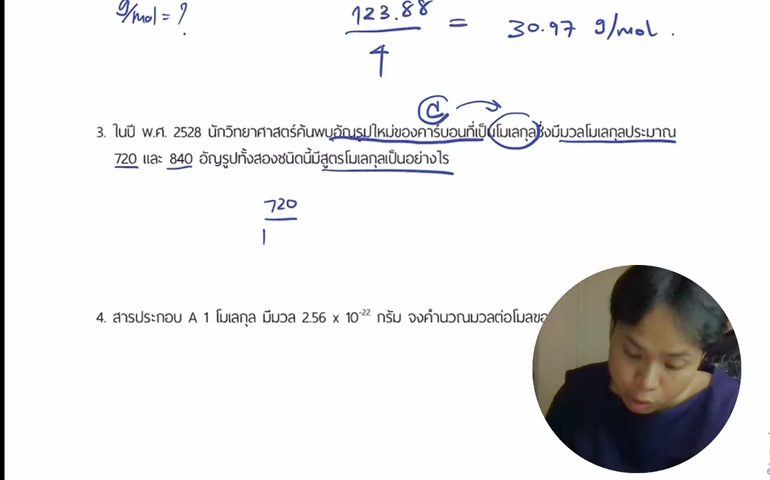 g/mol = ?
123.88
4
= 30.97 g/mol .
C
3. ในปี พ.ศ. 2528 นักวิทยาศาสตร์ค้นพบอัญรูปใหม่ของคาร์บอนที่เป็นโมเลกุลซึ่งมีมวลโมเลกุลประมาณ
720 และ 840 อัญรูปทั้งสองชนิดนี้มีสูตรโมเลกุลเป็นอย่างไร
720
1
4. สารประกอบ A 1 โมเลกุล มีมวล 2.56 x 10⁻²² กรัม จงคำนวณมวลต่อโมลขอ